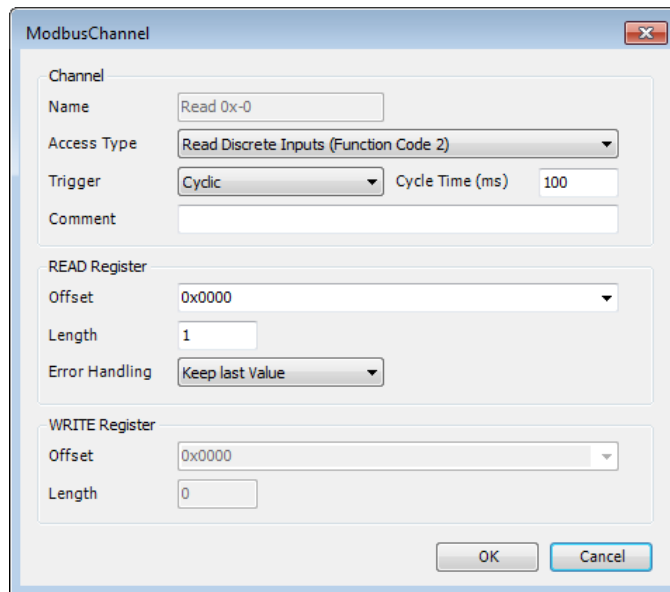 ModbusChannel
Channel
Name Read 0x-0
Access Type Read Discrete Inputs (Function Code 2)
Trigger Cyclic Cycle Time (ms) 100
Comment
READ Register
Offset 0x0000
Length 1
Error Handling Keep last Value
WRITE Register
Offset 0x0000
Length 0
OK Cancel